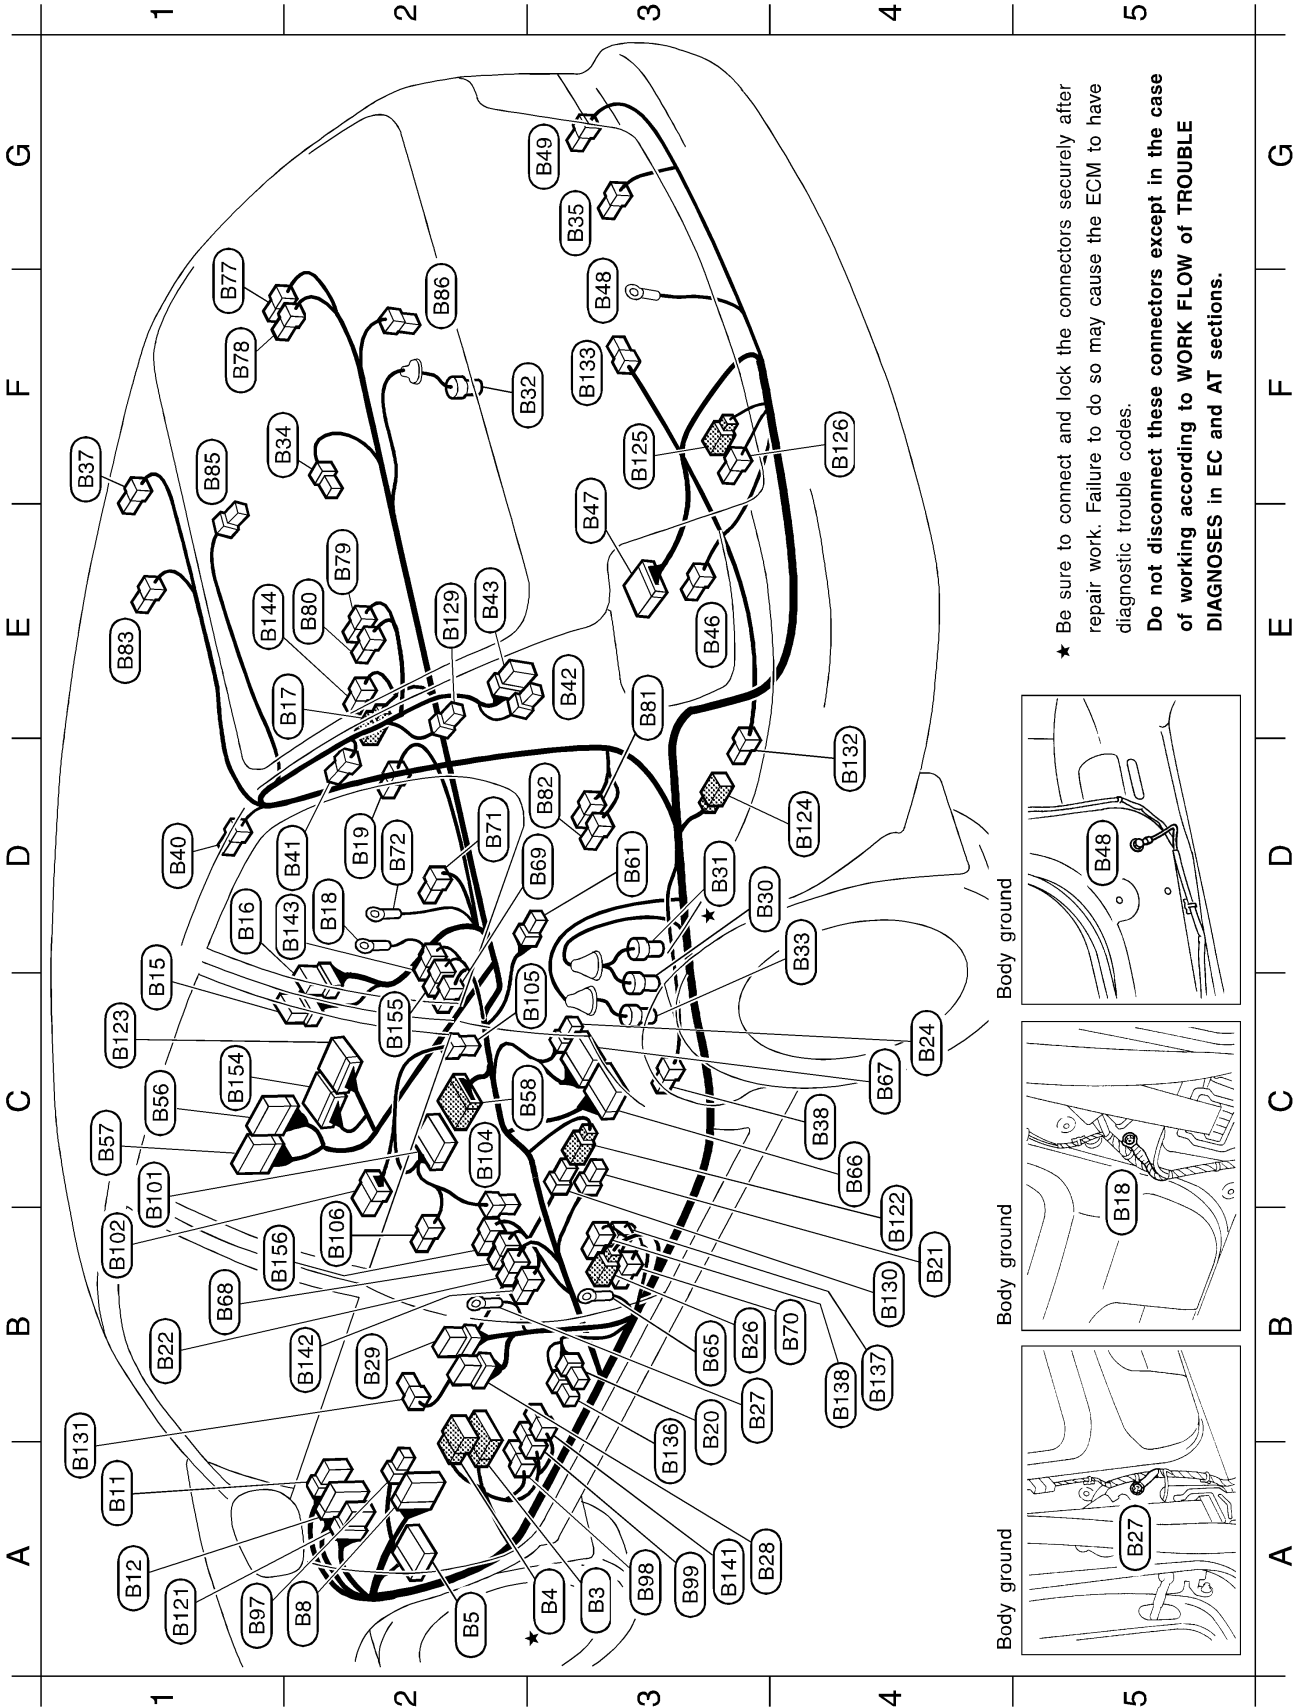 A
B
C
D
E
F
G
1
2
3
4
5
B57
B56
B154
B123
B15
B16
B143
B18
B40
B41
B19
B72
B71
B83
B37
B85
B34
B144
B80
B79
B17
B129
B43
B42
B77
B78
B86
B32
B49
B35
B48
B133
B125
B126
B47
B46
B81
B82
B132
B124
B69
B61
B31
★
B30
B33
B155
B105
B58
B104
B24
B67
B38
B66
B122
B21
B130
B137
B138
B70
B26
B65
B101
B102
B106
B156
B68
B22
B142
B29
B131
B11
B12
B121
B97
B8
B5
★
B4
B3
B98
B99
B141
B28
B136
B20
B27
Body ground
B27
Body ground
B18
Body ground
B48
★ Be sure to connect and lock the connectors securely after
repair work. Failure to do so may cause the ECM to have
diagnostic trouble codes.
Do not disconnect these connectors except in the case
of working according to WORK FLOW of TROUBLE
DIAGNOSES in EC and AT sections.
1
2
3
4
5
A
B
C
D
E
F
G